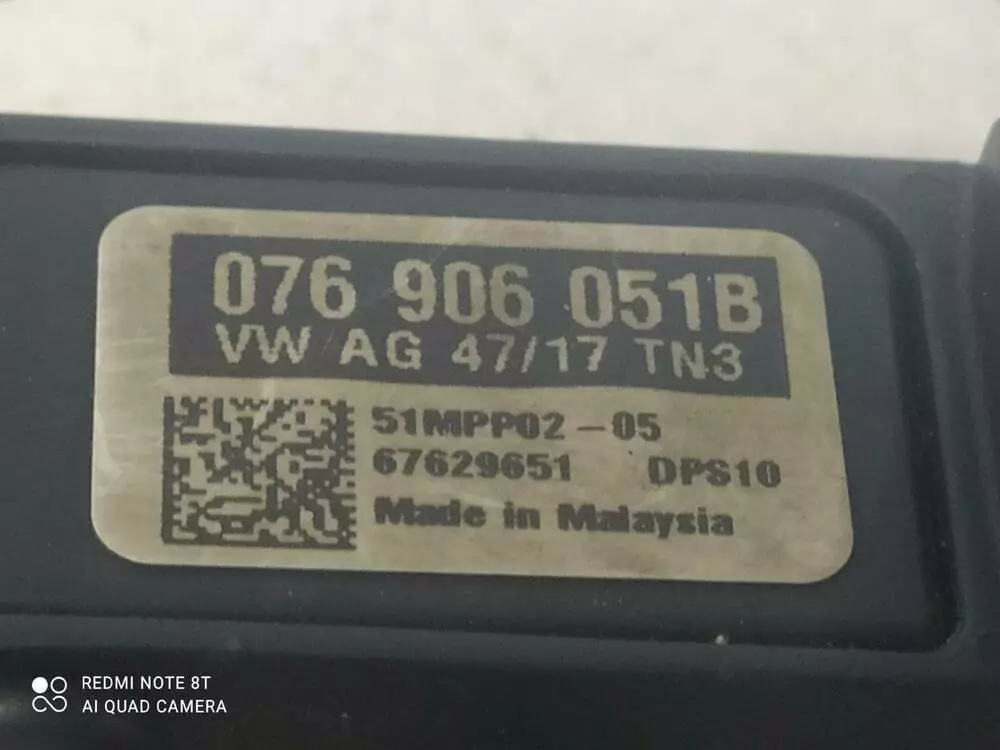 076 906 051B
VW AG 47/17 TN3
51MPP02-05
67629651 DPS10
Made in Malaysia
REDMI NOTE 8T
AI QUAD CAMERA